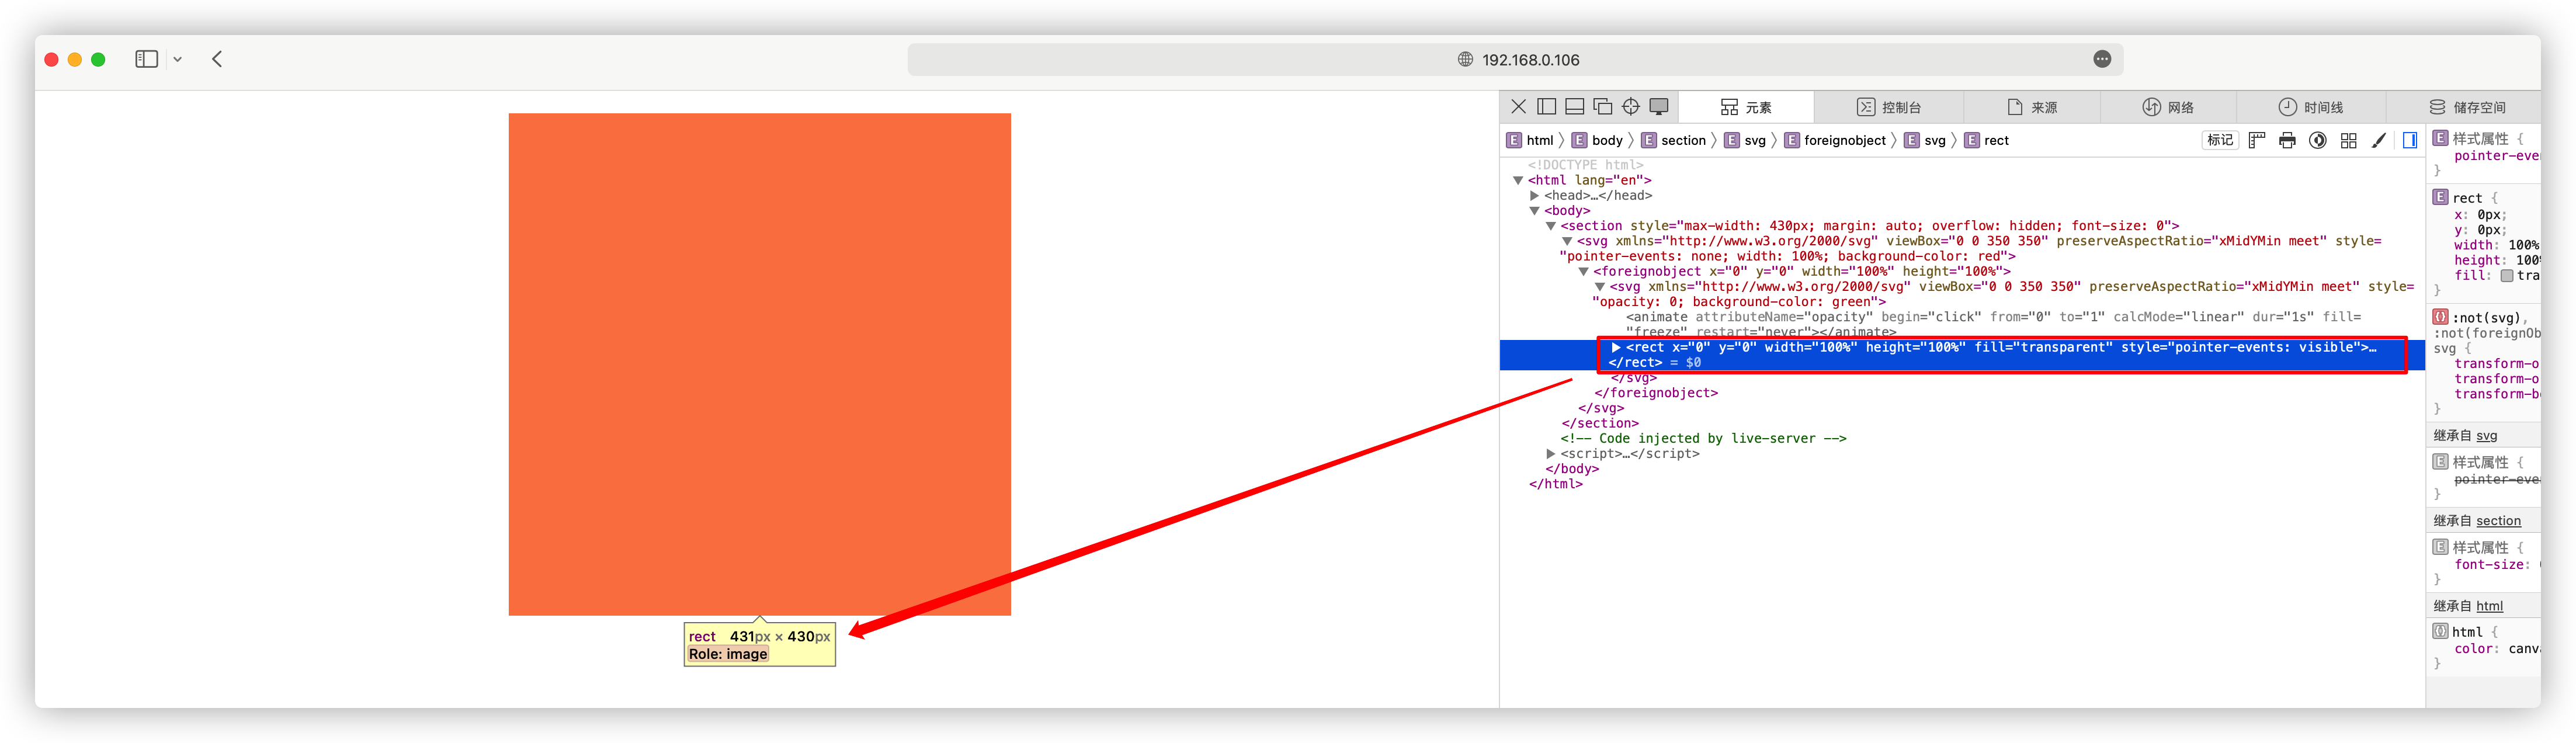 192.168.0.106
元素
控制台
来源
网络
时间线
储存空间
E html
E body
E section
E svg
E foreignobject
E svg
E rect
标记
<!DOCTYPE html>
<html lang="en">
<head>…</head>
<body>
<section style="max-width: 430px; margin: auto; overflow: hidden; font-size: 0">
<svg xmlns="http://www.w3.org/2000/svg" viewBox="0 0 350 350" preserveAspectRatio="xMidYMin meet" style=
"pointer-events: none; width: 100%; background-color: red">
<foreignobject x="0" y="0" width="100%" height="100%">
<svg xmlns="http://www.w3.org/2000/svg" viewBox="0 0 350 350" preserveAspectRatio="xMidYMin meet" style=
"opacity: 0; background-color: green">
<animate attributeName="opacity" begin="click" from="0" to="1" calcMode="linear" dur="1s" fill=
"freeze" restart="never"></animate>
<rect x="0" y="0" width="100%" height="100%" fill="transparent" style="pointer-events: visible">…
</rect> = $0
</svg>
</foreignobject>
</svg>
</section>
<!-- Code injected by live-server -->
<script>…</script>
</body>
</html>
rect 431px × 430px
Role: image
E 样式属性 {
pointer-eve
}
E rect {
x: 0px;
y: 0px;
width: 100%
height: 100%
fill: tra
}
{} :not(svg),
:not(foreignOb
svg {
transform-o
transform-o
transform-b
}
继承自 svg
E 样式属性 {
pointer-eve
}
继承自 section
E 样式属性 {
font-size:
}
继承自 html
html {
color: canv
}